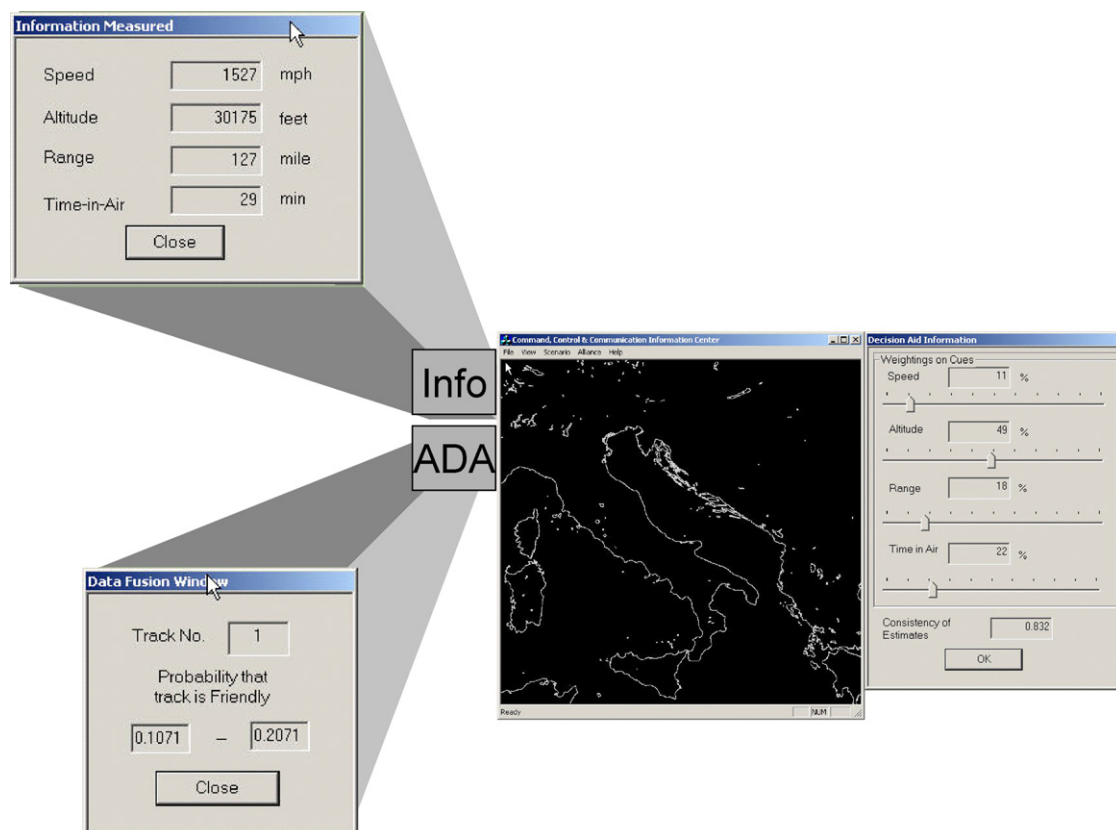 Information Measured
Speed 1527 mph
Altitude 30175 feet
Range 127 mile
Time-in-Air 29 min
Close
Info
ADA
Data Fusion Window
Track No. 1
Probability that
track is Friendly
0.1071 – 0.2071
Close
Command, Control & Communication Information Center
File View Scenario Alliance Help
Ready NUM
Decision Aid Information
Weightings on Cues
Speed 11 %
Altitude 49 %
Range 18 %
Time in Air 22 %
Consistency of
Estimates 0.832
OK